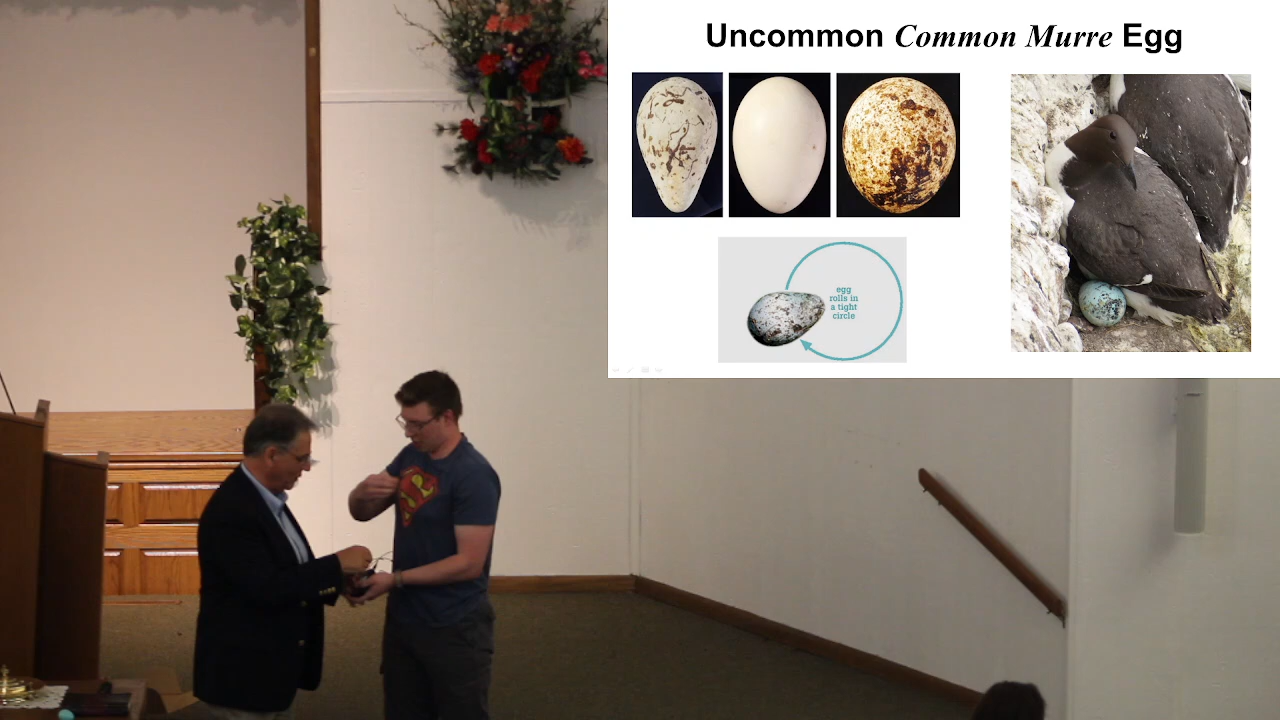 Uncommon Common Murre Egg
egg
rolls in
a tight
circle